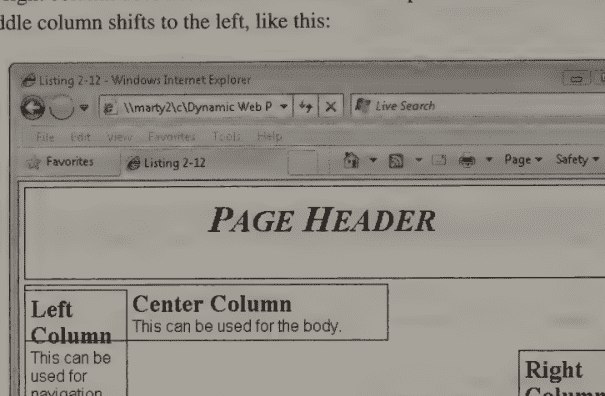 ddle column shifts to the left, like this:
Listing 2-12 - Windows Internet Explorer
\\marty2\c\Dynamic Web P
Live Search
File Edit View Favorites Tools Help
Favorites
Listing 2-12
Page
Safety
PAGE HEADER
Left
Column
This can be
used for
navigation
Center Column
This can be used for the body.
Right
Column